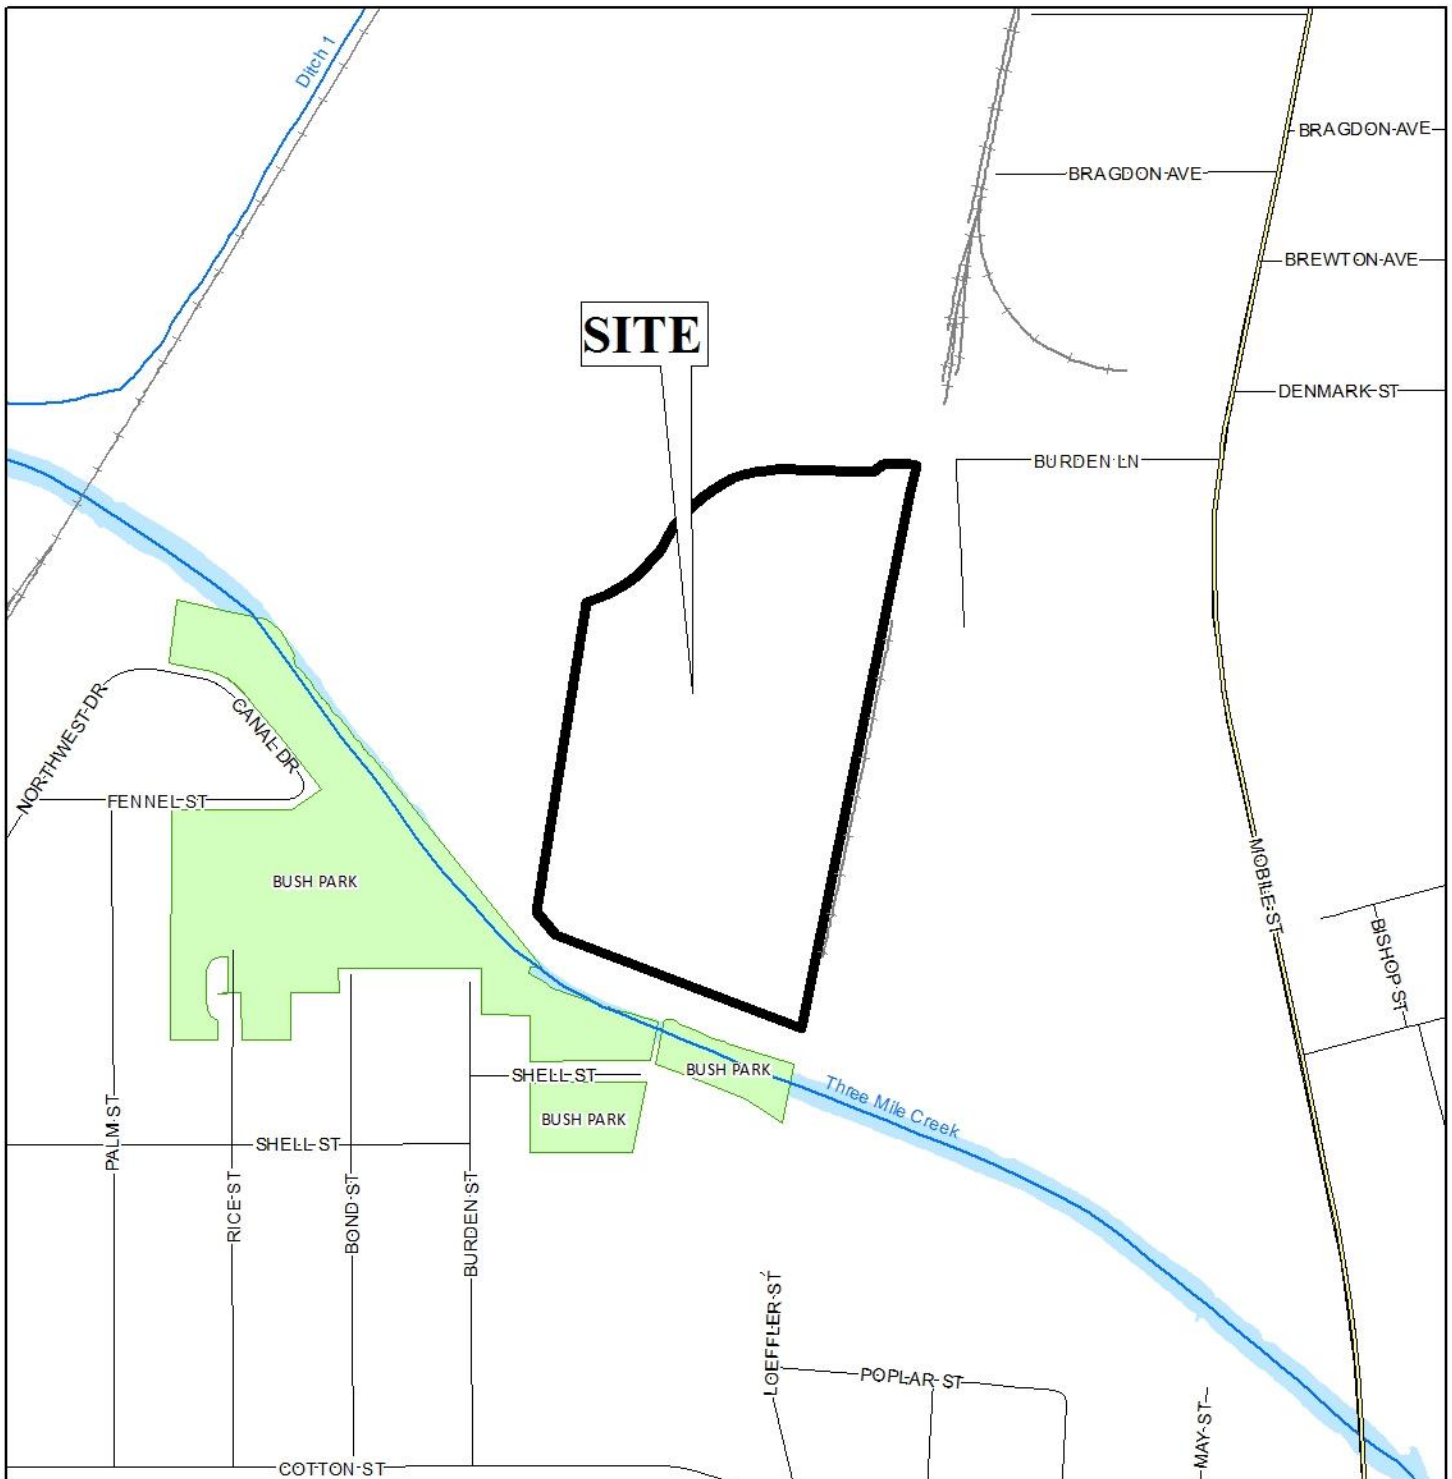 Ditch 1
BRAGDON AVE
BRAGDON AVE
BREWTON AVE
SITE
DENMARK ST
BURDEN LN
NORTHWEST DR
CANAL DR
FENNEL ST
BUSH PARK
MOBILE ST
BISHOP ST
SHELL ST
BUSH PARK
BUSH PARK
Three Mile Creek
PALM ST
SHELL ST
RICE ST
BOND ST
BURDEN ST
LOEFFLER ST
POPLAR ST
MAY ST
COTTON ST